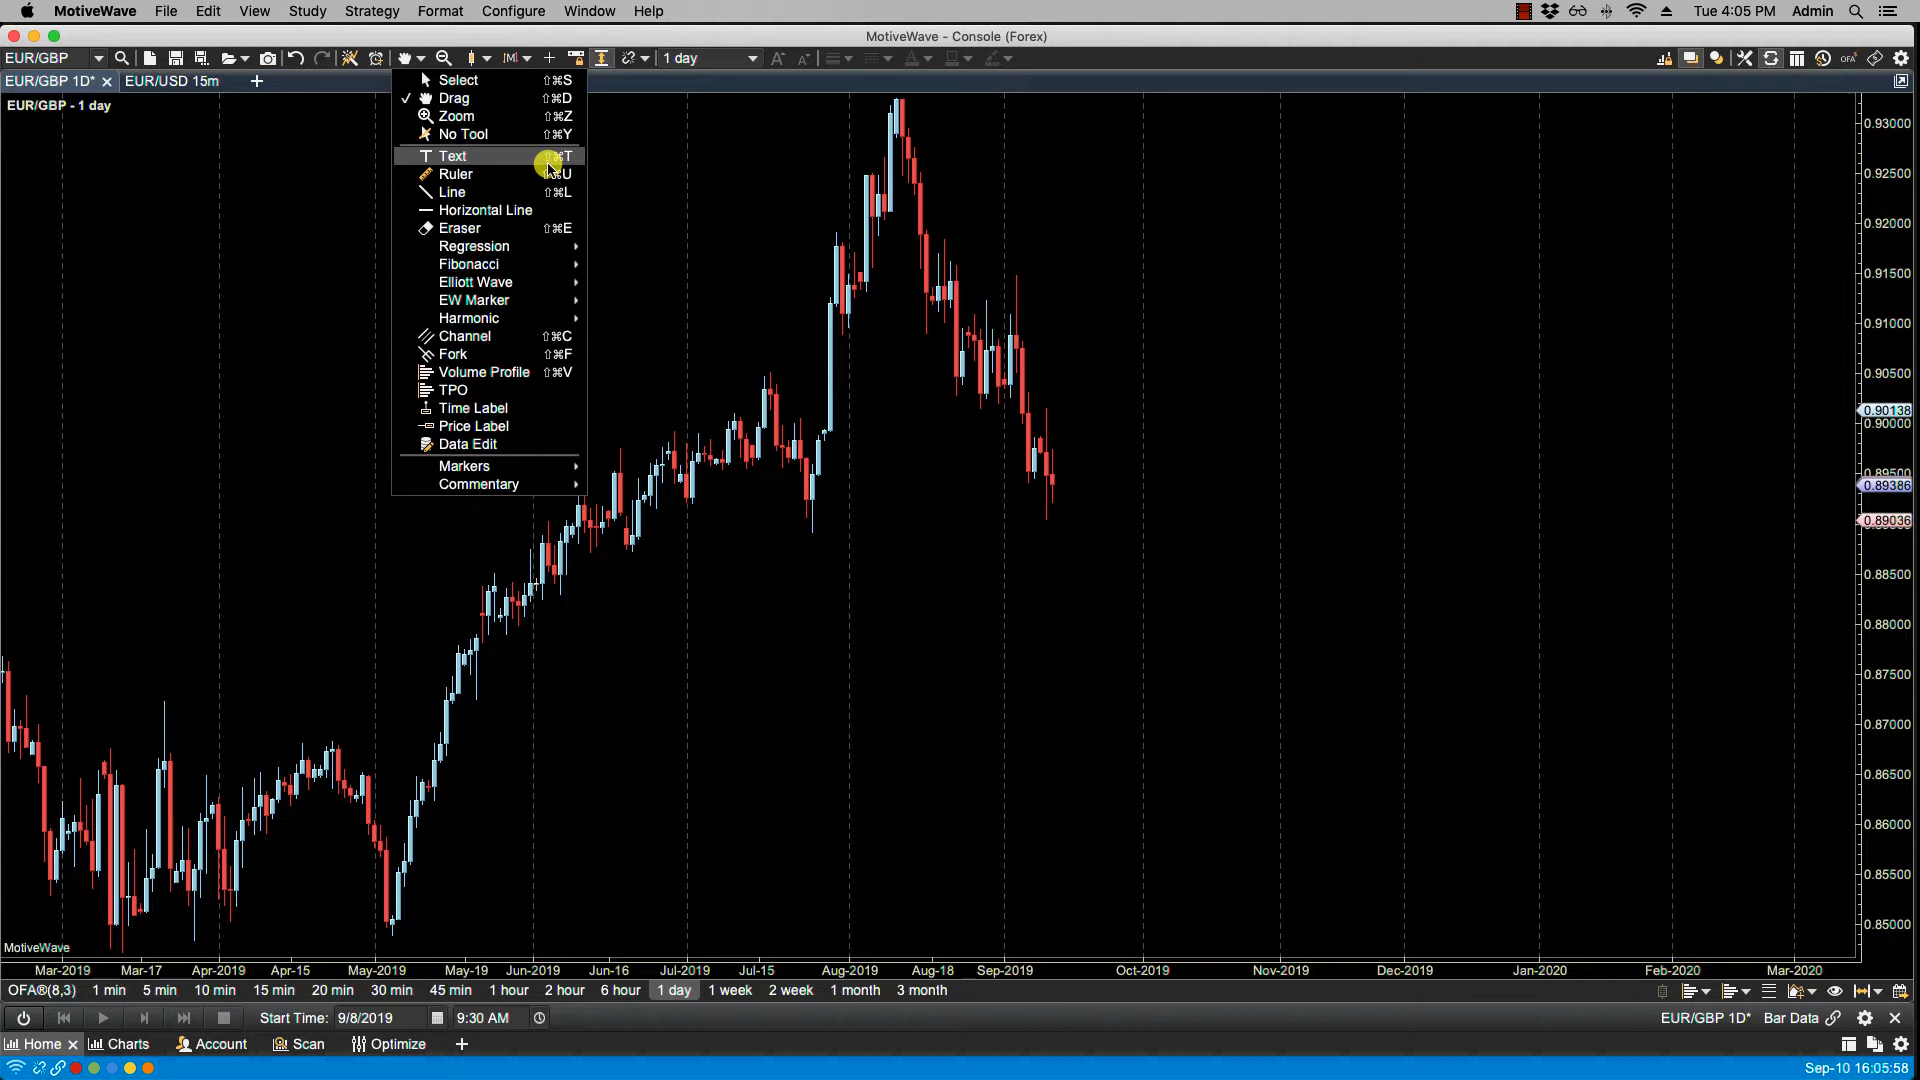 MotiveWave File Edit View Study Strategy Format Configure Window Help Tue 4:05 PM Admin
MotiveWave - Console (Forex)
EUR/GBP 1 day
EUR/GBP 1D* EUR/USD 15m
EUR/GBP - 1 day
Select ⇧⌘S
Drag ⇧⌘D
Zoom ⇧⌘Z
No Tool ⇧⌘Y
Text ⇧⌘T
Ruler ⇧⌘U
Line ⇧⌘L
Horizontal Line
Eraser ⇧⌘E
Regression
Fibonacci
Elliott Wave
EW Marker
Harmonic
Channel ⇧⌘C
Fork ⇧⌘F
Volume Profile ⇧⌘V
TPO
Time Label
Price Label
Data Edit
Markers
Commentary
0.93000
0.92500
0.92000
0.91500
0.91000
0.90500
0.90138
0.90000
0.89386
0.89036
0.88500
0.88000
0.87500
0.87000
0.86500
0.86000
0.85500
0.85000
MotiveWave
Mar-2019 Mar-17 Apr-2019 Apr-15 May-2019 May-19 Jun-2019 Jun-16 Jul-2019 Jul-15 Aug-2019 Aug-18 Sep-2019 Oct-2019 Nov-2019 Dec-2019 Jan-2020 Feb-2020 Mar-2020
OFA®(8,3) 1 min 5 min 10 min 15 min 20 min 30 min 45 min 1 hour 2 hour 6 hour 1 day 1 week 2 week 1 month 3 month
Start Time: 9/8/2019 9:30 AM EUR/GBP 1D* Bar Data
Home Charts Account Scan Optimize
Sep-10 16:05:58